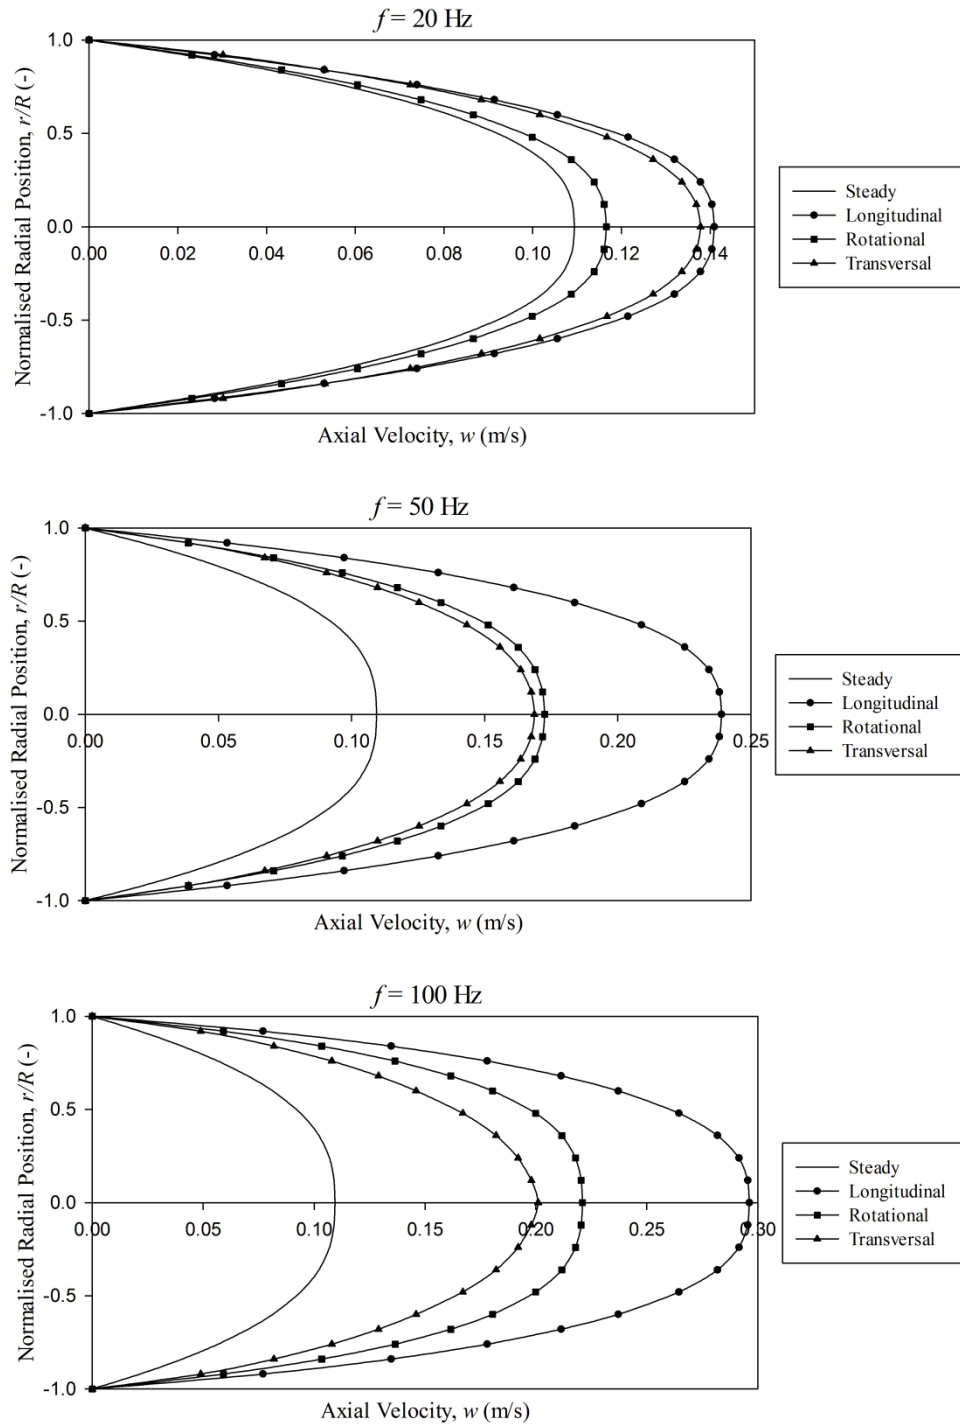 f = 20 Hz
1.0
0.5
0.0
-0.5
-1.0
Normalised Radial Position, r/R (-)
0.00 0.02 0.04 0.06 0.08 0.10 0.12 0.14
Axial Velocity, w (m/s)
Steady
Longitudinal
Rotational
Transversal
f = 50 Hz
1.0
0.5
0.0
-0.5
-1.0
Normalised Radial Position, r/R (-)
0.00 0.05 0.10 0.15 0.20 0.25
Axial Velocity, w (m/s)
Steady
Longitudinal
Rotational
Transversal
f = 100 Hz
1.0
0.5
0.0
-0.5
-1.0
Normalised Radial Position, r/R (-)
0.00 0.05 0.10 0.15 0.20 0.25 0.30
Axial Velocity, w (m/s)
Steady
Longitudinal
Rotational
Transversal